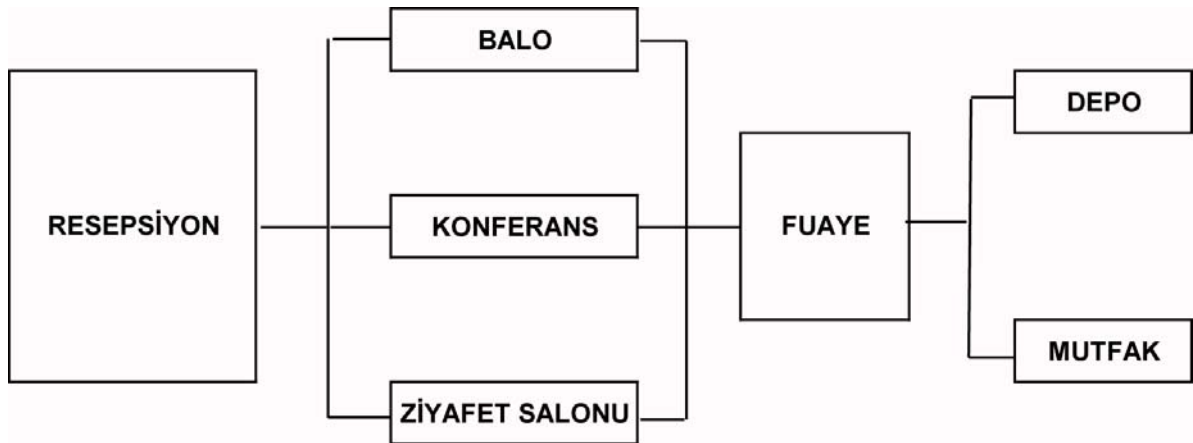 BALO
DEPO
RESEPSİYON
KONFERANS
FUAYE
MUTFAK
ZİYAFET SALONU